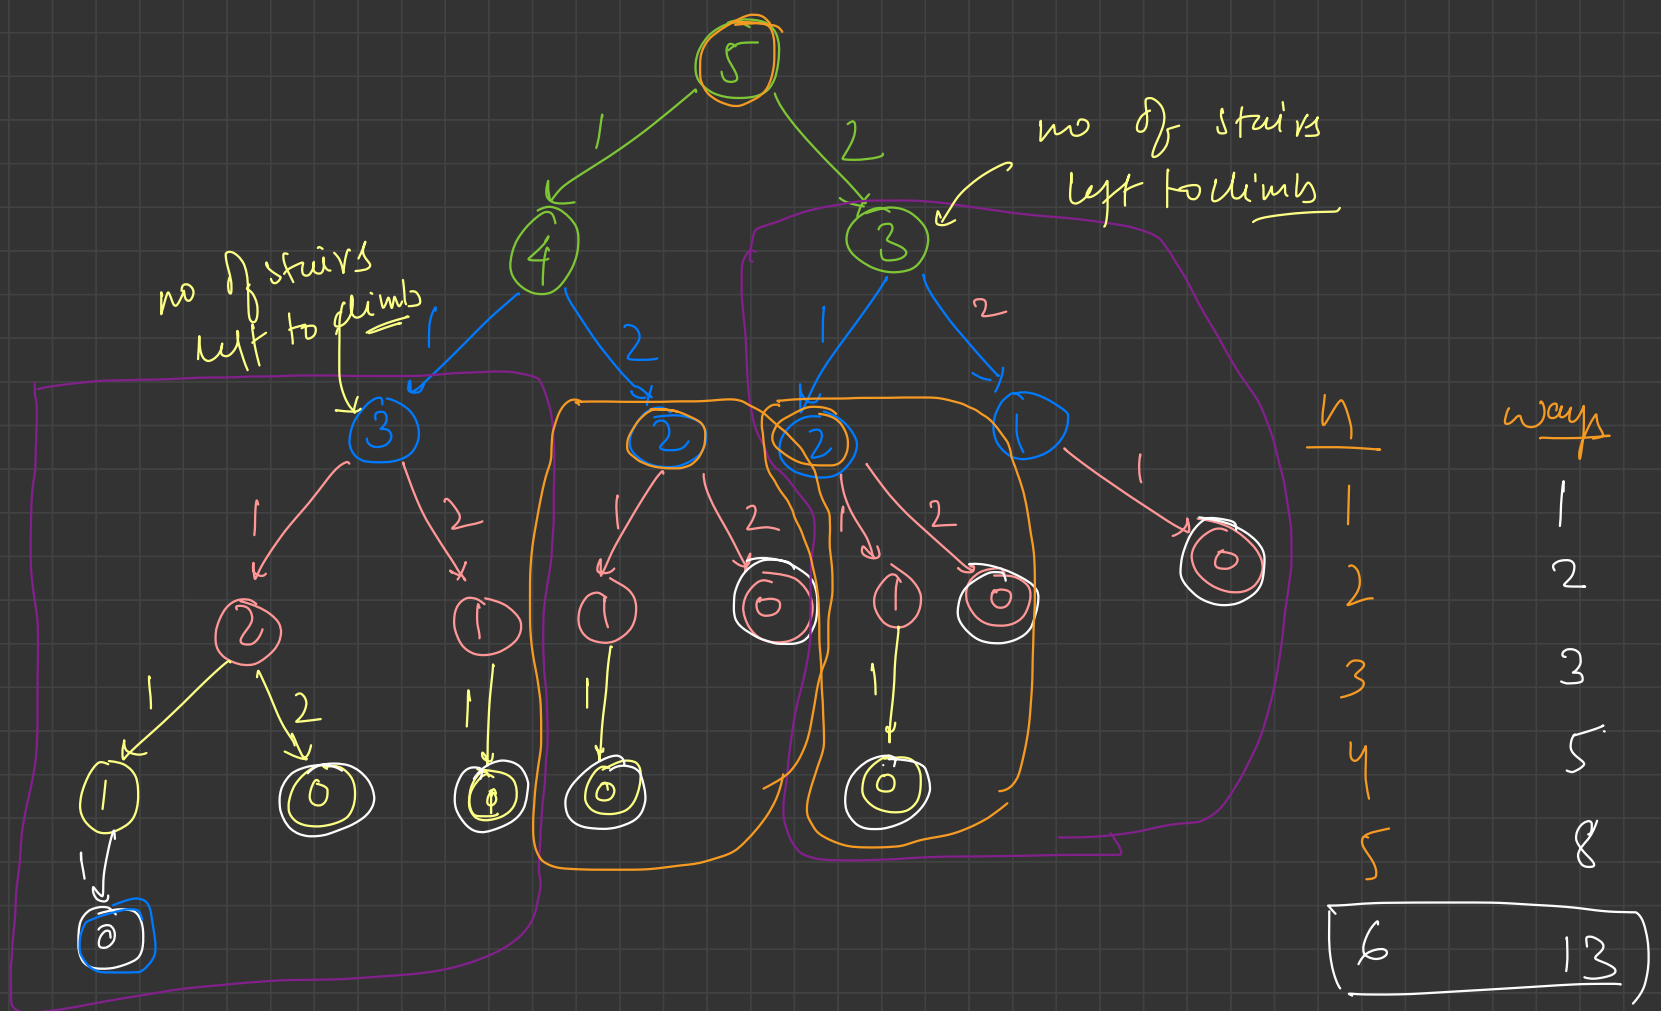 5
1 2
no of stairs
left to climb
4 3
no of stairs
left to climb
1 2 1 2
3 2 2 1
n ways
1 2 1 2 1 2 1
1 1
2 1 1 0 1 0 0
2 2
1 2 1 1 1
3 3
1 0 0 0 0
4 5
1
5 8
0
6 13